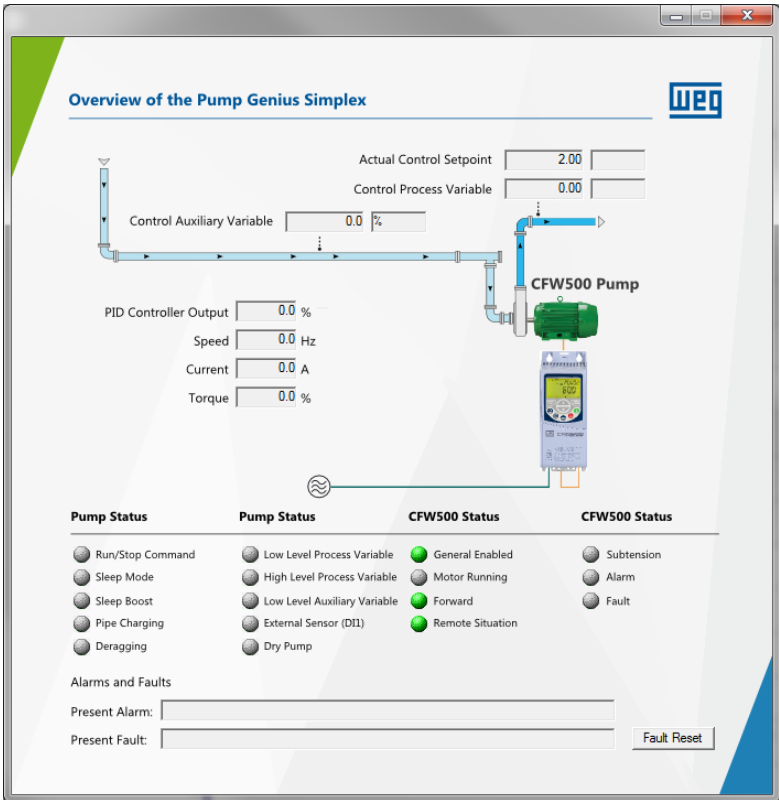 Overview of the Pump Genius Simplex
WEG
Actual Control Setpoint 2.00
Control Process Variable 0.00
Control Auxiliary Variable 0.0 %
CFW500 Pump
PID Controller Output 0.0 %
Speed 0.0 Hz
Current 0.0 A
Torque 0.0 %
CFW500
Pump Status Pump Status CFW500 Status CFW500 Status
Run/Stop Command Low Level Process Variable General Enabled Subtension
Sleep Mode High Level Process Variable Motor Running Alarm
Sleep Boost Low Level Auxiliary Variable Forward Fault
Pipe Charging External Sensor (DI1) Remote Situation
Deragging Dry Pump
Alarms and Faults
Present Alarm:
Present Fault: Fault Reset